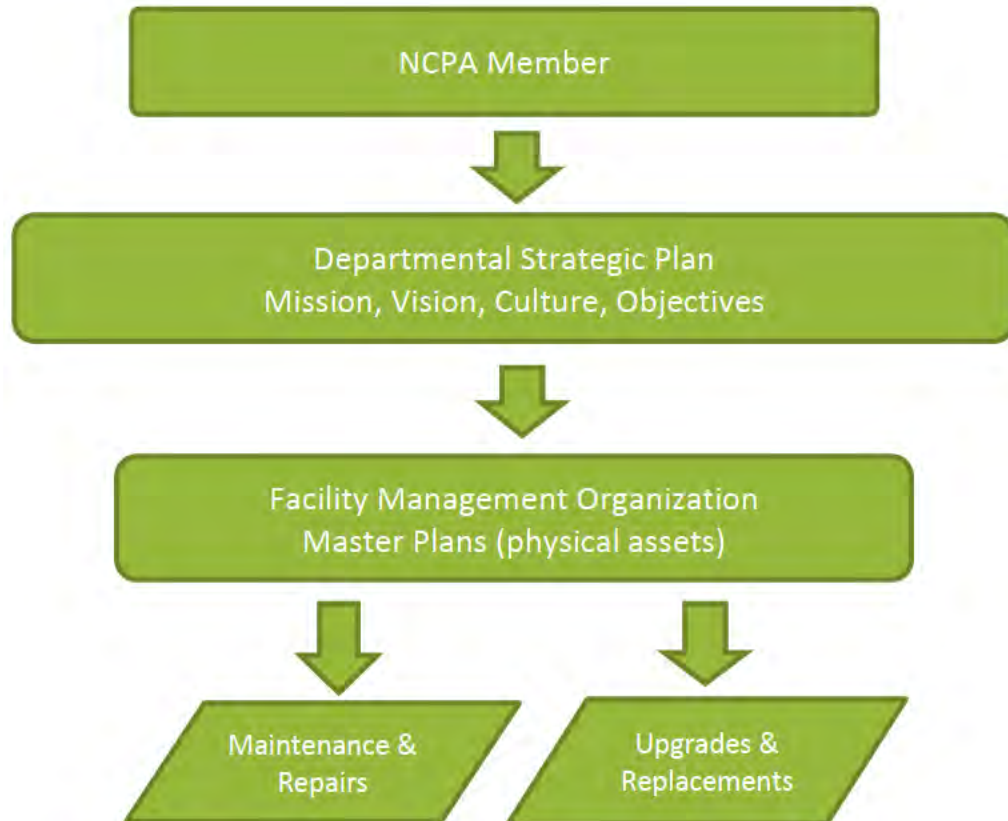 NCPA Member
Departmental Strategic Plan
Mission, Vision, Culture, Objectives
Facility Management Organization
Master Plans (physical assets)
Maintenance &
Repairs
Upgrades &
Replacements